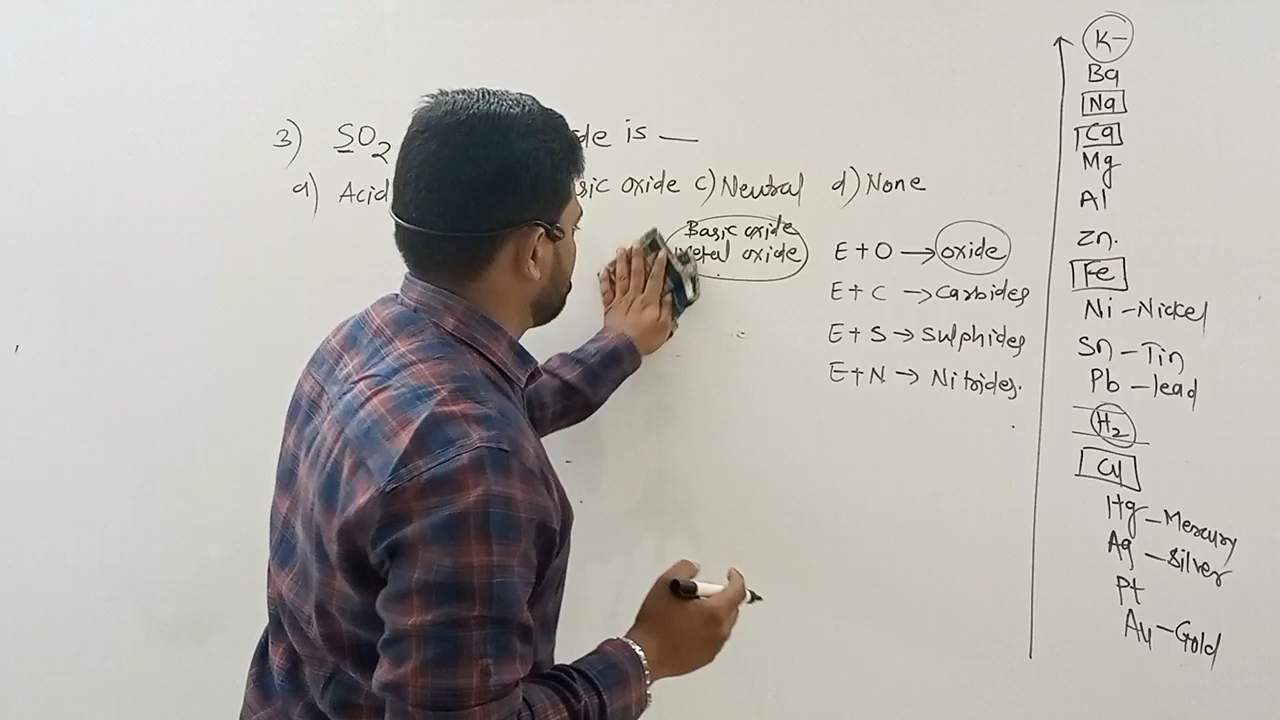 3) SO2 de is —
a) Acid sic oxide c) Neutral d) None
Basic oxide
Metal oxide
E + O → oxide
E + C → Carbides
E + S → Sulphides
E + N → Nitrides.
K
Ba
Na
Ca
Mg
Al
Zn.
Fe
Ni - Nickel
Sn - Tin
Pb - lead
H2
Cu
Hg - Mercury
Ag - Silver
Pt
Au - Gold